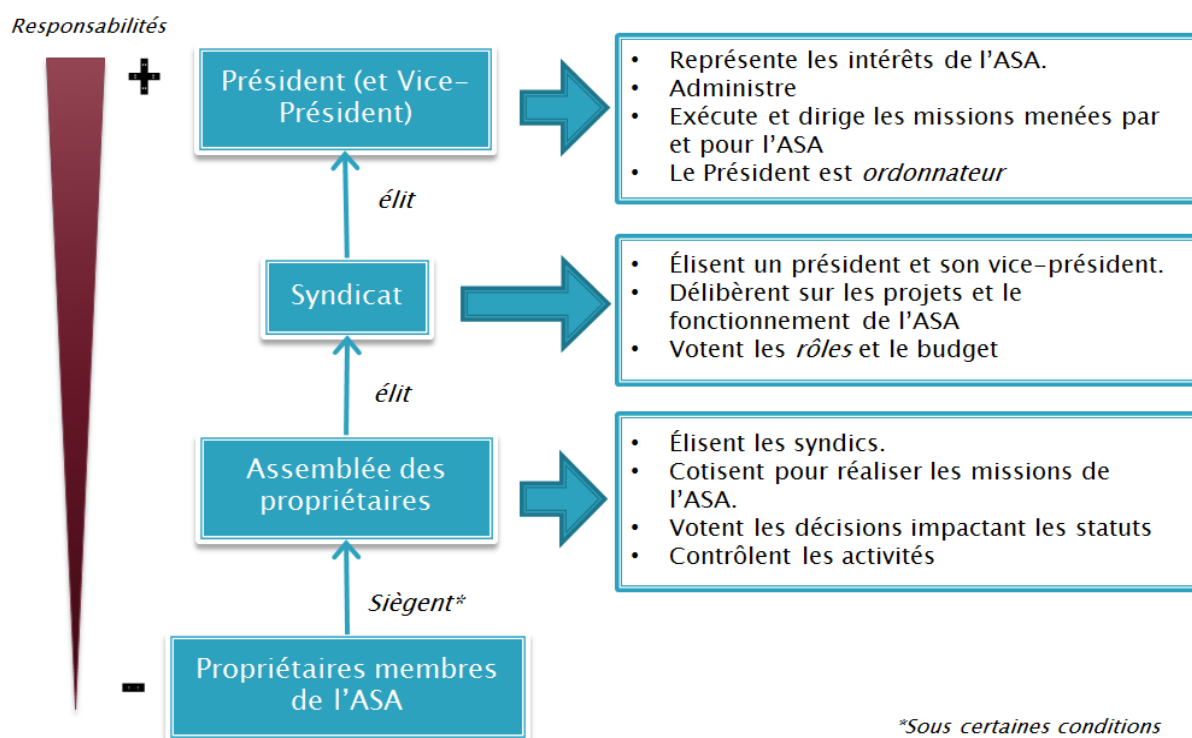 Responsabilités
Président (et Vice-
Président)
• Représente les intérêts de l'ASA.
• Administre
• Exécute et dirige les missions menées par
et pour l'ASA
• Le Président est ordonnateur
élit
Syndicat
• Élisent un président et son vice-président.
• Délibèrent sur les projets et le
fonctionnement de l'ASA
• Votent les rôles et le budget
élit
Assemblée des
propriétaires
• Élisent les syndics.
• Cotisent pour réaliser les missions de
l'ASA.
• Votent les décisions impactant les statuts
• Contrôlent les activités
Siègent*
Propriétaires membres
de l'ASA
*Sous certaines conditions